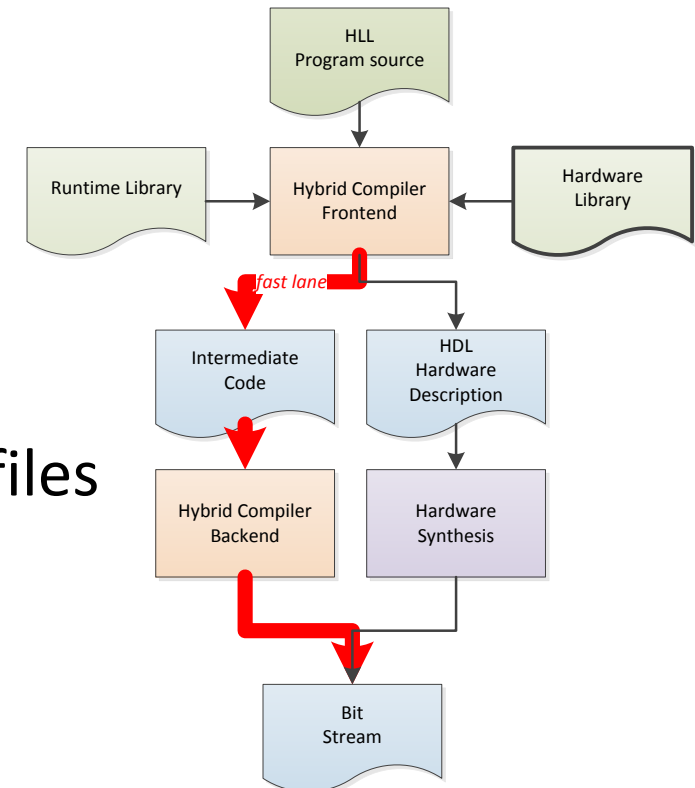 HLL
Program source
Runtime Library
Hybrid Compiler
Frontend
Hardware
Library
fast lane
Intermediate
Code
HDL
Hardware
Description
files
Hybrid Compiler
Backend
Hardware
Synthesis
Bit
Stream